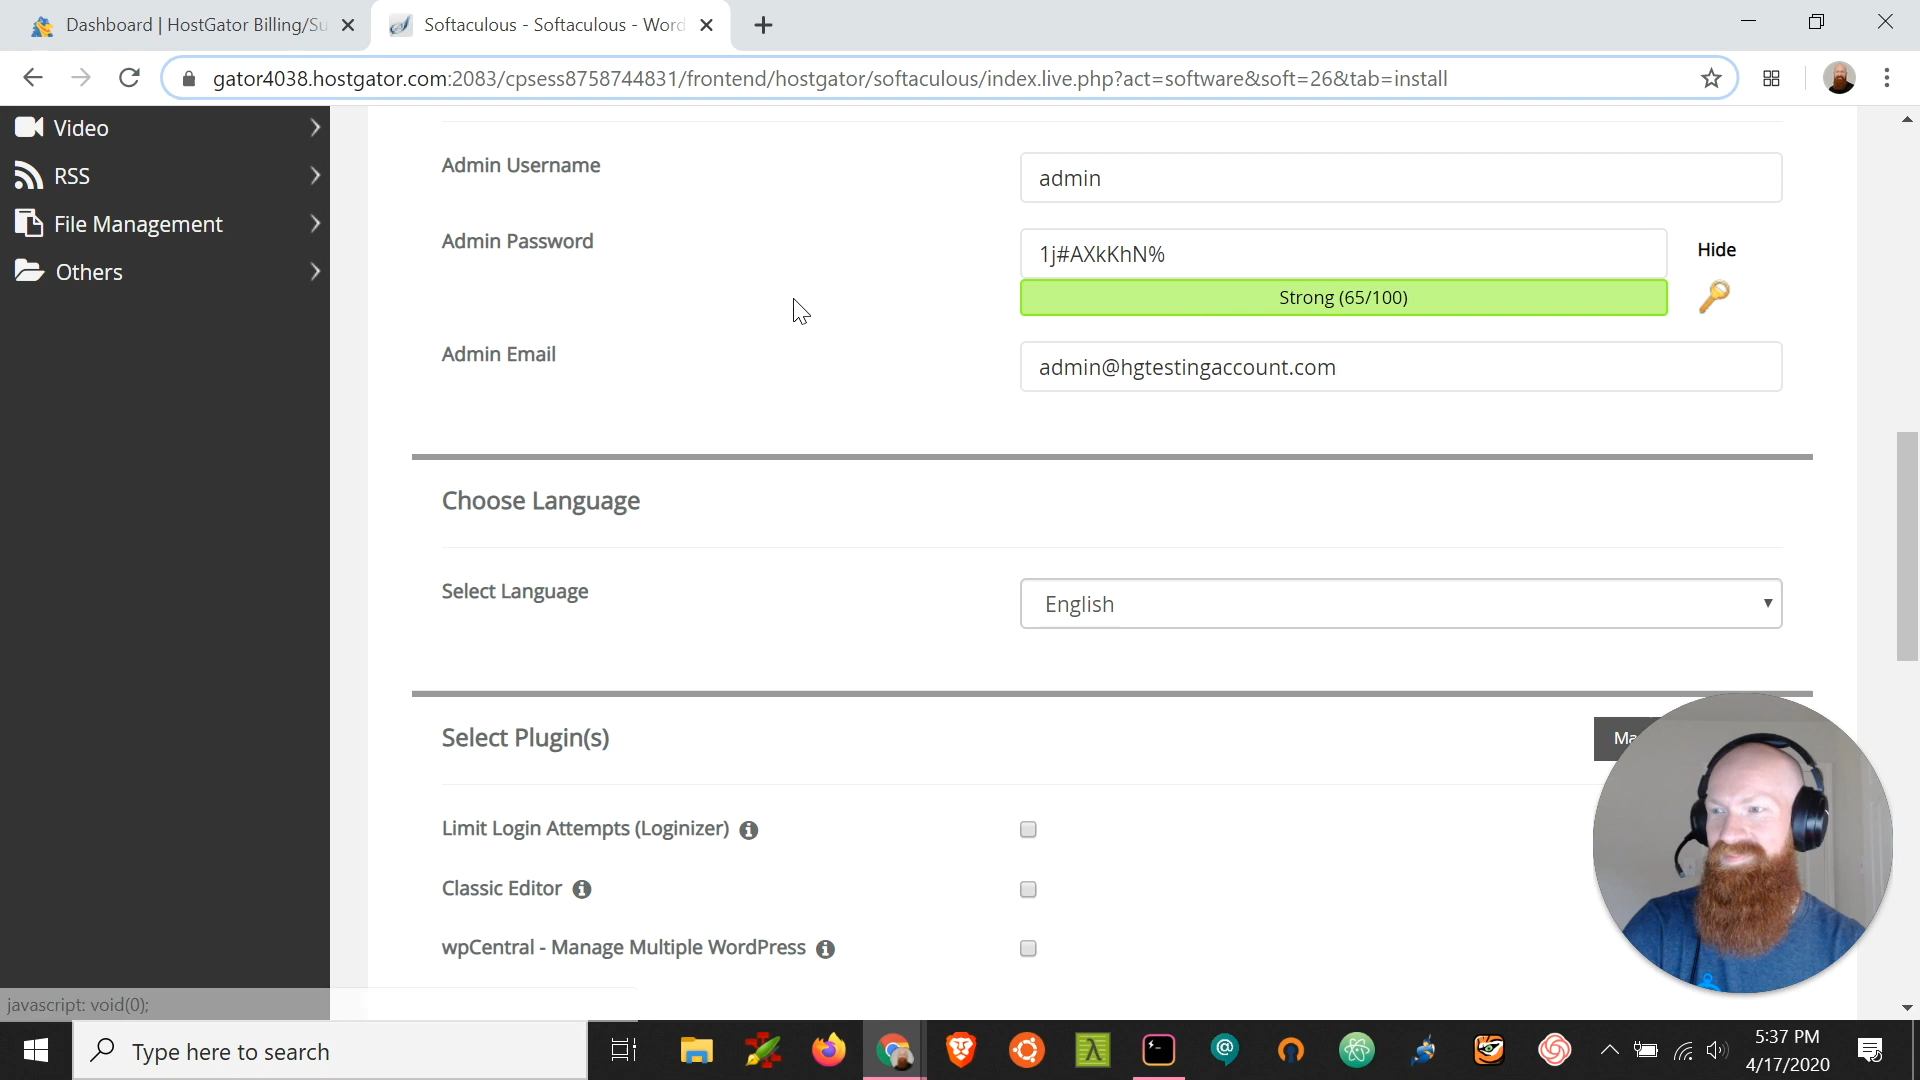 Dashboard | HostGator Billing/Su
Softaculous - Softaculous - Word
gator4038.hostgator.com:2083/cpsess8758744831/frontend/hostgator/softaculous/index.live.php?act=software&soft=26&tab=install
Video
RSS
File Management
Others
Admin Username
admin
Admin Password
1j#AXkKhN%
Hide
Strong (65/100)
Admin Email
admin@hgtestingaccount.com
Choose Language
Select Language
English
Select Plugin(s)
Ma
Limit Login Attempts (Loginizer)
Classic Editor
wpCentral - Manage Multiple WordPress
javascript: void(0);
Type here to search
5:37 PM
4/17/2020